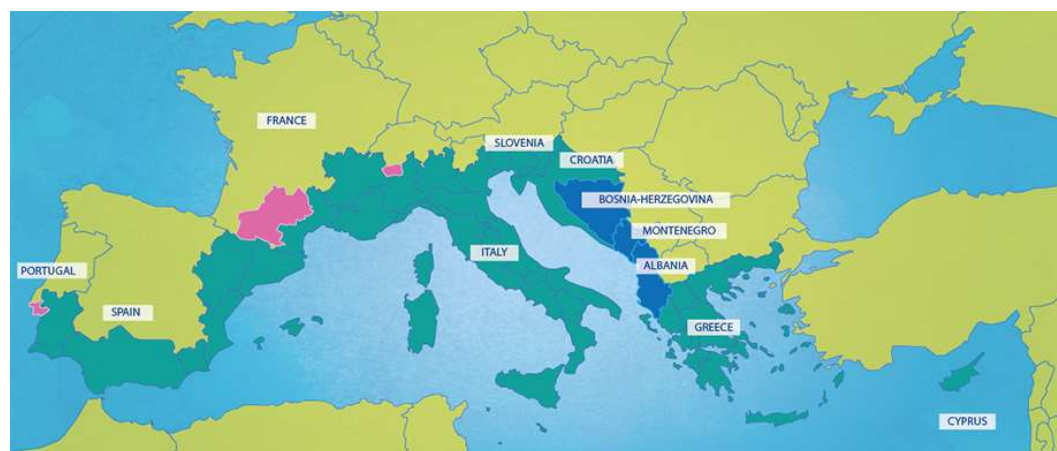 FRANCE
SLOVENIA
CROATIA
BOSNIA-HERZEGOVINA
MONTENEGRO
ITALY
ALBANIA
PORTUGAL
SPAIN
GREECE
CYPRUS